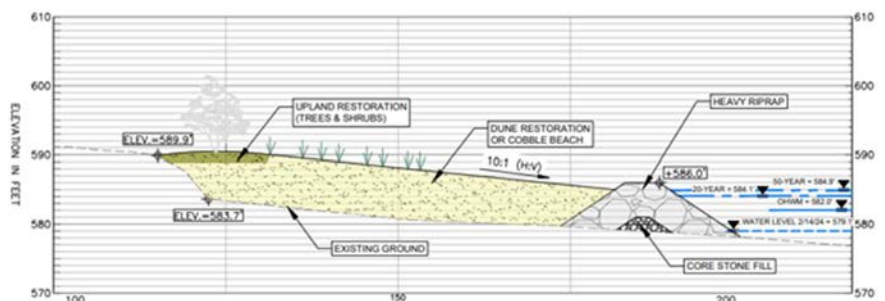 610
610
600
600
590
590
580
580
570
570
ELEVATION IN FEET
UPLAND RESTORATION
(TREES & SHRUBS)
ELEV.=589.9'
DUNE RESTORATION
OR COBBLE BEACH
10:1 (H:V)
HEAVY RIPRAP
+586.0'
50-YEAR = 584.9'
20-YEAR = 584.1'
OHWM = 582.0'
WATER LEVEL 2/14/24 = 579.1'
ELEV.=583.7'
EXISTING GROUND
CORE STONE FILL
100
150
200